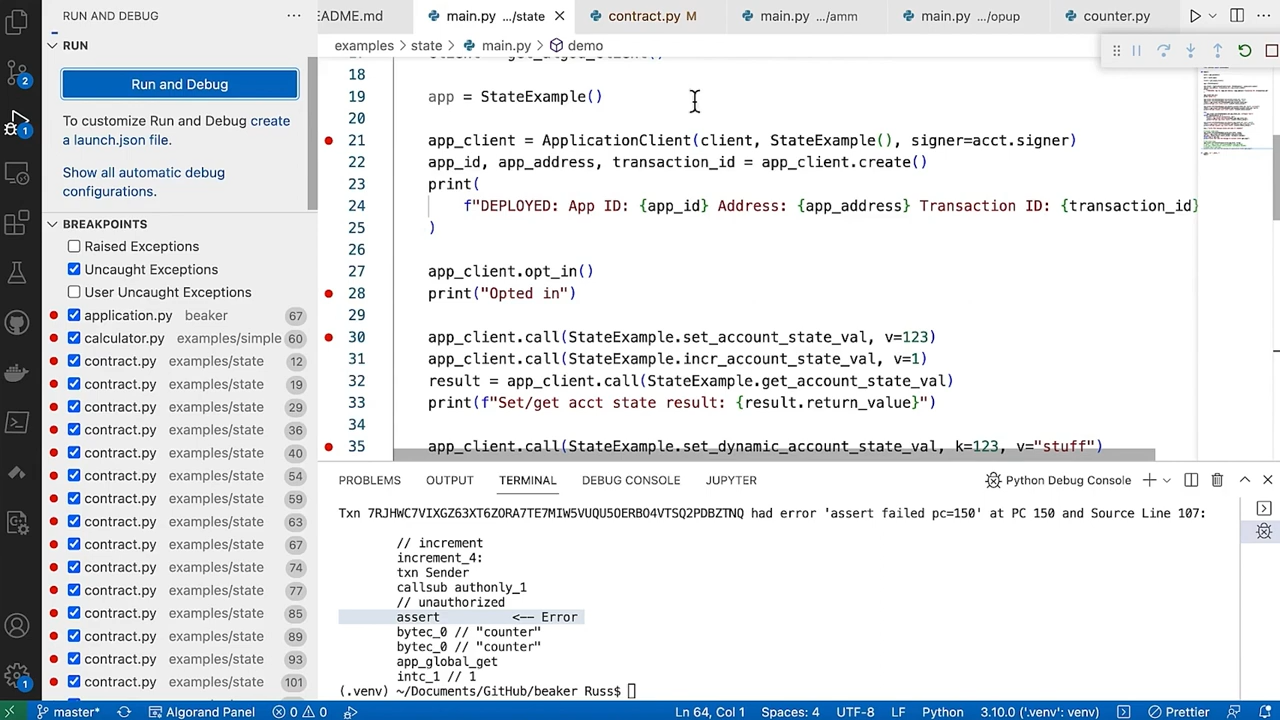 RUN AND DEBUG
RUN
Run and Debug
To customize Run and Debug create
a launch.json file.
Show all automatic debug
configurations.
BREAKPOINTS
Raised Exceptions
Uncaught Exceptions
User Uncaught Exceptions
application.py beaker 67
calculator.py examples/simple 60
contract.py examples/state 12
contract.py examples/state 19
contract.py examples/state 29
contract.py examples/state 36
contract.py examples/state 40
contract.py examples/state 54
contract.py examples/state 59
contract.py examples/state 63
contract.py examples/state 67
contract.py examples/state 74
contract.py examples/state 77
contract.py examples/state 85
contract.py examples/state 89
contract.py examples/state 93
contract.py examples/state 101
2
1
1
EADME.md main.py .../state contract.py M main.py .../amm main.py .../opup counter.py
examples > state > main.py > demo
18
19 app = StateExample()
20
21 app_client = ApplicationClient(client, StateExample(), signer=acct.signer)
22 app_id, app_address, transaction_id = app_client.create()
23 print(
24 f"DEPLOYED: App ID: {app_id} Address: {app_address} Transaction ID: {transaction_id}
25 )
26
27 app_client.opt_in()
28 print("Opted in")
29
30 app_client.call(StateExample.set_account_state_val, v=123)
31 app_client.call(StateExample.incr_account_state_val, v=1)
32 result = app_client.call(StateExample.get_account_state_val)
33 print(f"Set/get acct state result: {result.return_value}")
34
35 app_client.call(StateExample.set_dynamic_account_state_val, k=123, v="stuff")
PROBLEMS OUTPUT TERMINAL DEBUG CONSOLE JUPYTER Python Debug Console
Txn 7RJHWC7VIXGZ63XT6ZORA7TE7MIW5VUQU5OERBO4VTSQ2PDBZTNQ had error 'assert failed pc=150' at PC 150 and Source Line 107:
// increment
increment_4:
txn Sender
callsub authonly_1
// unauthorized
assert <-- Error
bytec_0 // "counter"
bytec_0 // "counter"
app_global_get
intc_1 // 1
(.venv) ~/Documents/GitHub/beaker Russ$
master* Algorand Panel 0 0 Ln 64, Col 1 Spaces: 4 UTF-8 LF Python 3.10.0 ('.venv': venv) Prettier